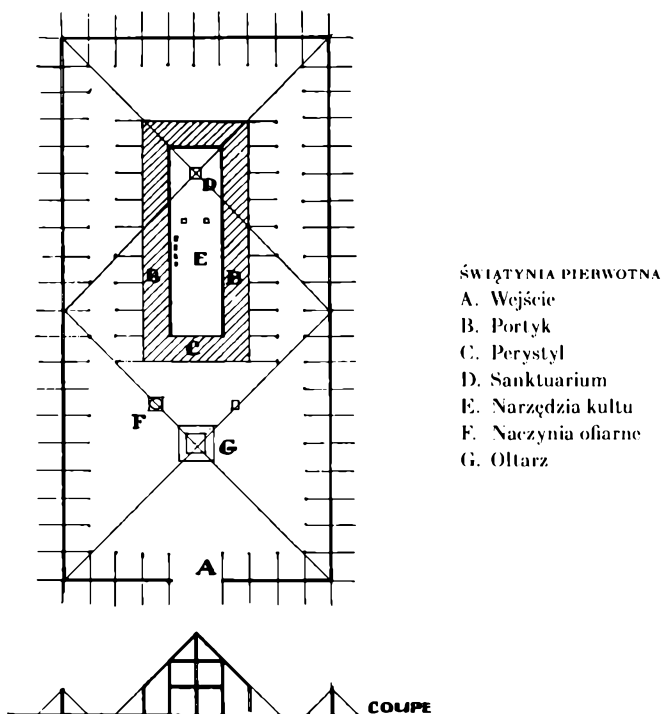 D
E
B
B
C
F
G
A
COUPE
ŚWIĄTYNIA PIERWOTNA
A. Wejście
B. Portyk
C. Perystyl
D. Sanktuarium
E. Narzędzia kultu
F. Naczynia ofiarne
G. Ołtarz